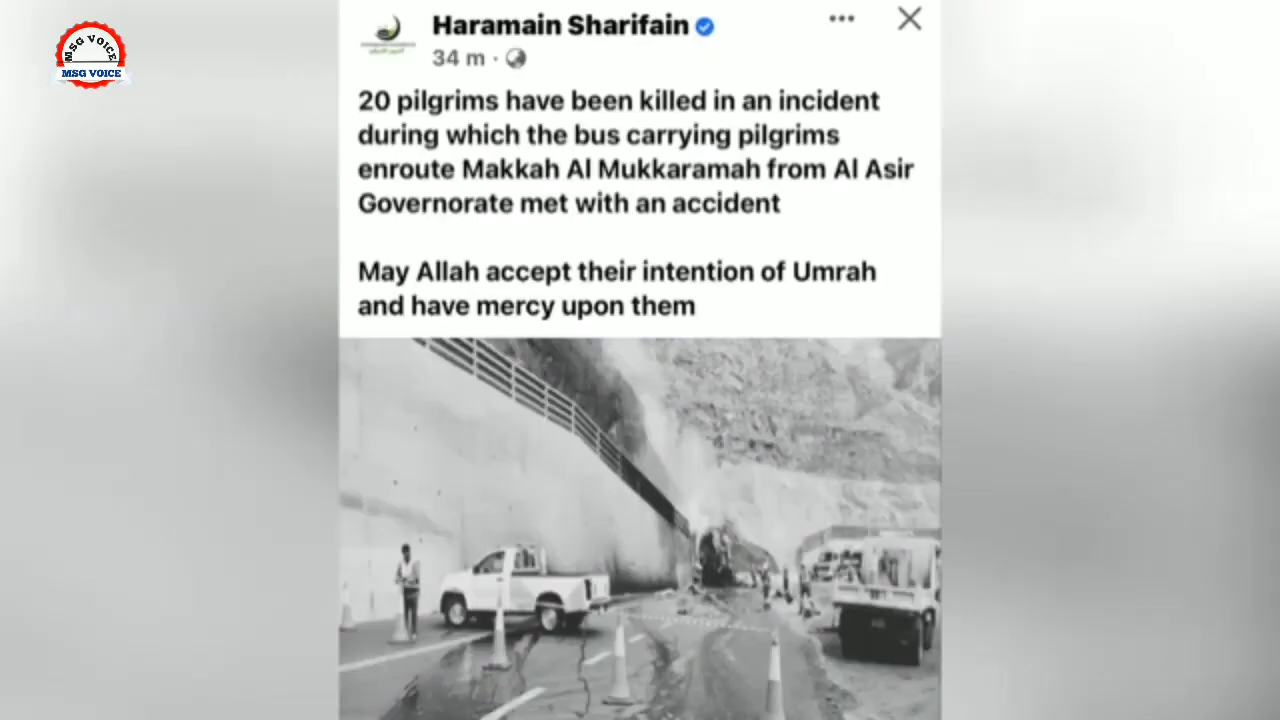 MSG VOICE
MSG VOICE
Haramain Sharifain
34 m ·
20 pilgrims have been killed in an incident
during which the bus carrying pilgrims
enroute Makkah Al Mukkaramah from Al Asir
Governorate met with an accident
May Allah accept their intention of Umrah
and have mercy upon them